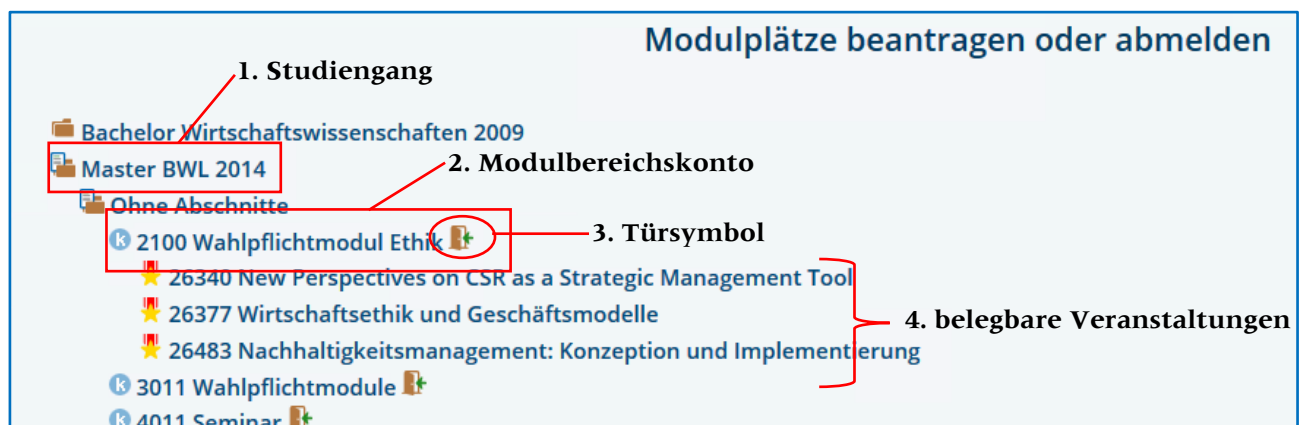 Modulplätze beantragen oder abmelden
1. Studiengang
Bachelor Wirtschaftswissenschaften 2009
Master BWL 2014
2. Modulbereichskonto
Ohne Abschnitte
k 2100 Wahlpflichtmodul Ethik
3. Türsymbol
26340 New Perspectives on CSR as a Strategic Management Tool
26377 Wirtschaftsethik und Geschäftsmodelle
4. belegbare Veranstaltungen
26483 Nachhaltigkeitsmanagement: Konzeption und Implementierung
k 3011 Wahlpflichtmodule
k 4011 Seminar